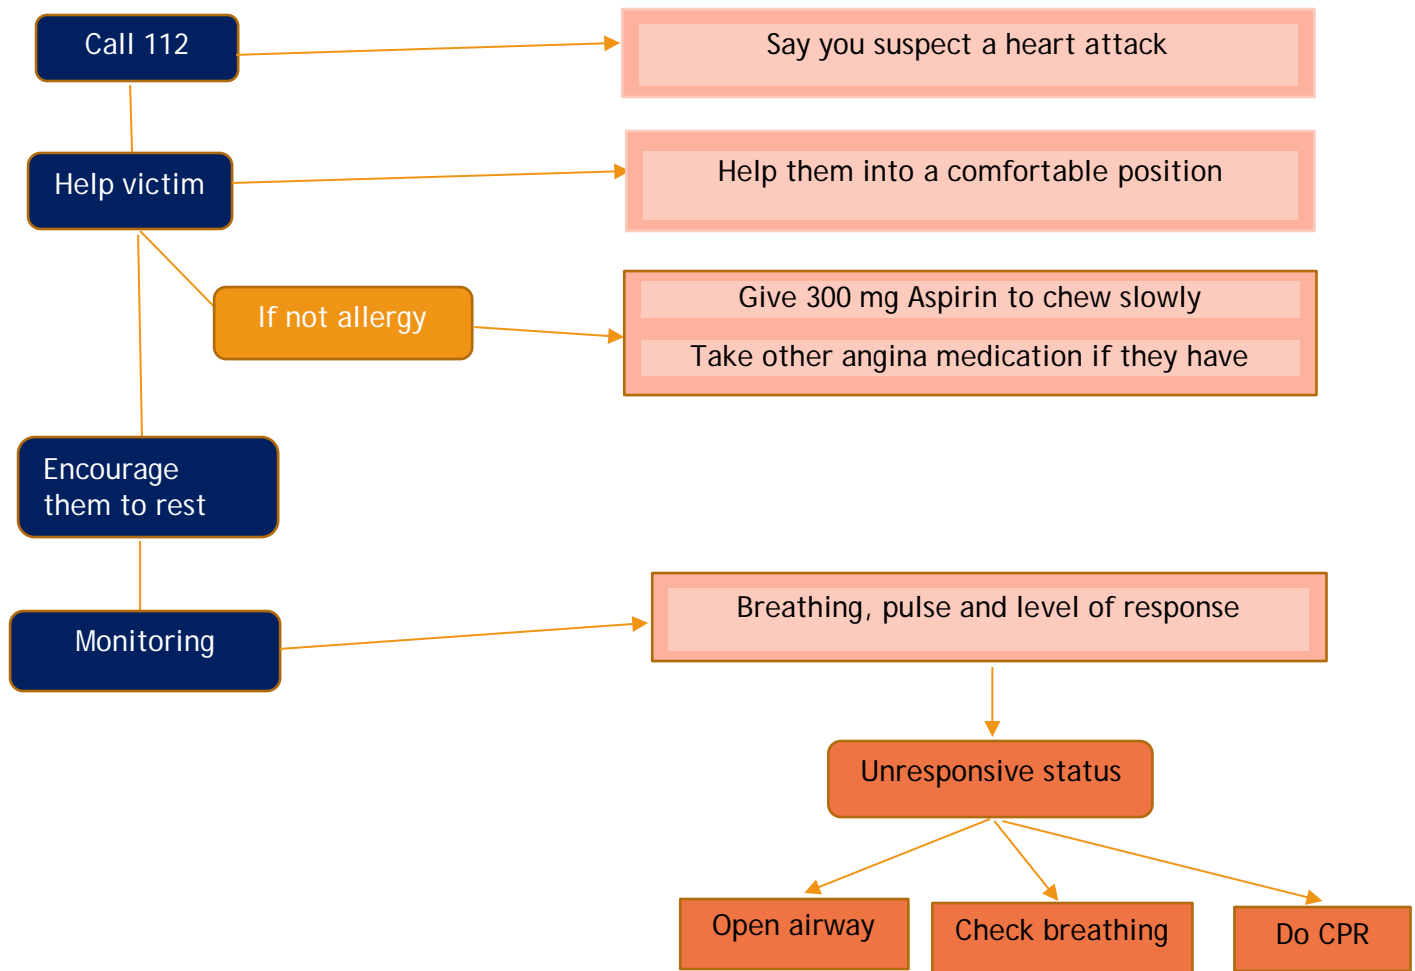 Call 112
Say you suspect a heart attack
Help victim
Help them into a comfortable position
If not allergy
Give 300 mg Aspirin to chew slowly
Take other angina medication if they have
Encourage
them to rest
Monitoring
Breathing, pulse and level of response
Unresponsive status
Open airway
Check breathing
Do CPR